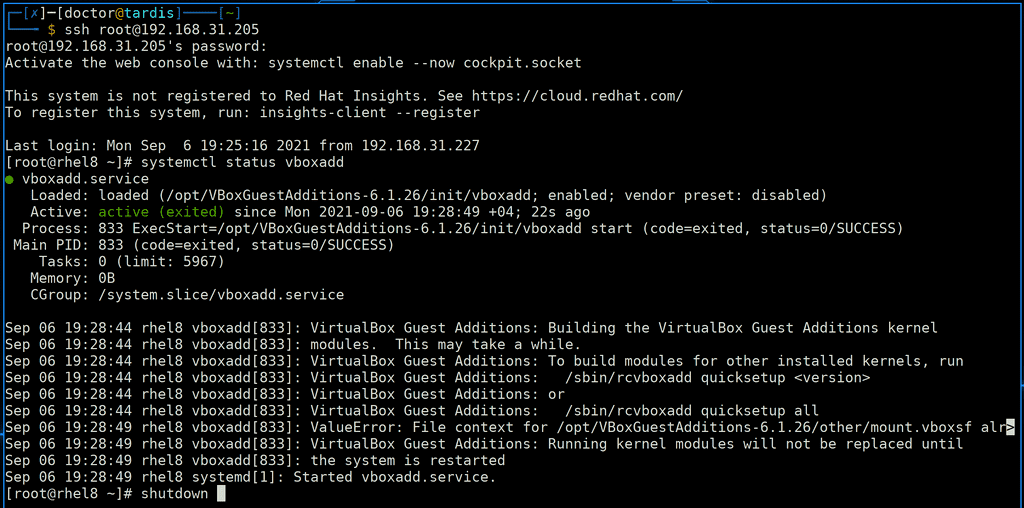 ┌─[✗]─[doctor@tardis]────[~]
└──╼ $ ssh root@192.168.31.205
root@192.168.31.205's password:
Activate the web console with: systemctl enable --now cockpit.socket
This system is not registered to Red Hat Insights. See https://cloud.redhat.com/
To register this system, run: insights-client --register
Last login: Mon Sep  6 19:25:16 2021 from 192.168.31.227
[root@rhel8 ~]# systemctl status vboxadd
● vboxadd.service
   Loaded: loaded (/opt/VBoxGuestAdditions-6.1.26/init/vboxadd; enabled; vendor preset: disabled)
   Active: active (exited) since Mon 2021-09-06 19:28:49 +04; 22s ago
  Process: 833 ExecStart=/opt/VBoxGuestAdditions-6.1.26/init/vboxadd start (code=exited, status=0/SUCCESS)
 Main PID: 833 (code=exited, status=0/SUCCESS)
    Tasks: 0 (limit: 5967)
   Memory: 0B
   CGroup: /system.slice/vboxadd.service
Sep 06 19:28:44 rhel8 vboxadd[833]: VirtualBox Guest Additions: Building the VirtualBox Guest Additions kernel
Sep 06 19:28:44 rhel8 vboxadd[833]: modules.  This may take a while.
Sep 06 19:28:44 rhel8 vboxadd[833]: VirtualBox Guest Additions: To build modules for other installed kernels, run
Sep 06 19:28:44 rhel8 vboxadd[833]: VirtualBox Guest Additions:   /sbin/rcvboxadd quicksetup <version>
Sep 06 19:28:44 rhel8 vboxadd[833]: VirtualBox Guest Additions: or
Sep 06 19:28:44 rhel8 vboxadd[833]: VirtualBox Guest Additions:   /sbin/rcvboxadd quicksetup all
Sep 06 19:28:49 rhel8 vboxadd[833]: ValueError: File context for /opt/VBoxGuestAdditions-6.1.26/other/mount.vboxsf alr>
Sep 06 19:28:49 rhel8 vboxadd[833]: VirtualBox Guest Additions: Running kernel modules will not be replaced until
Sep 06 19:28:49 rhel8 vboxadd[833]: the system is restarted
Sep 06 19:28:49 rhel8 systemd[1]: Started vboxadd.service.
[root@rhel8 ~]# shutdown